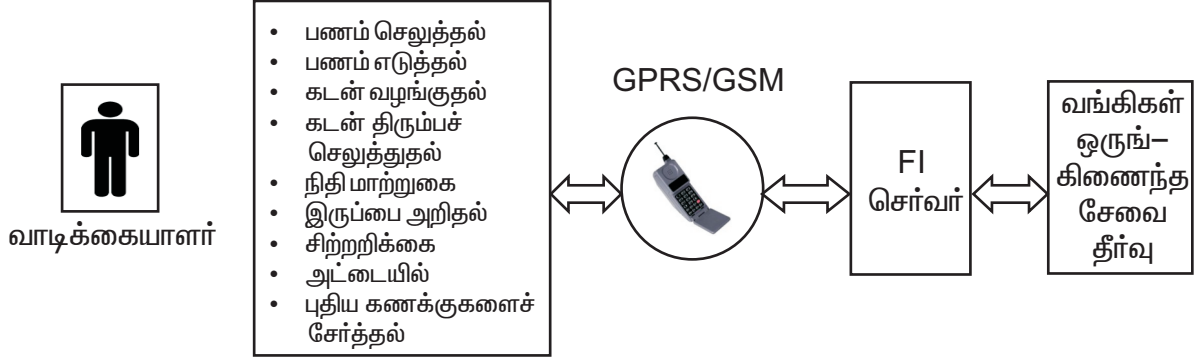 வாடிக்கையாளர்
• பணம் செலுத்தல்
• பணம் எடுத்தல்
• கடன் வழங்குதல்
• கடன் திரும்பச்
செலுத்துதல்
• நிதி மாற்றுகை
• இருப்பை அறிதல்
• சிற்றறிக்கை
• அட்டையில்
• புதிய கணக்குகளைச்
சேர்த்தல்
GPRS/GSM
FI
செர்வர்
வங்கிகள்
ஒருங்–
கிணைந்த
சேவை
தீர்வு